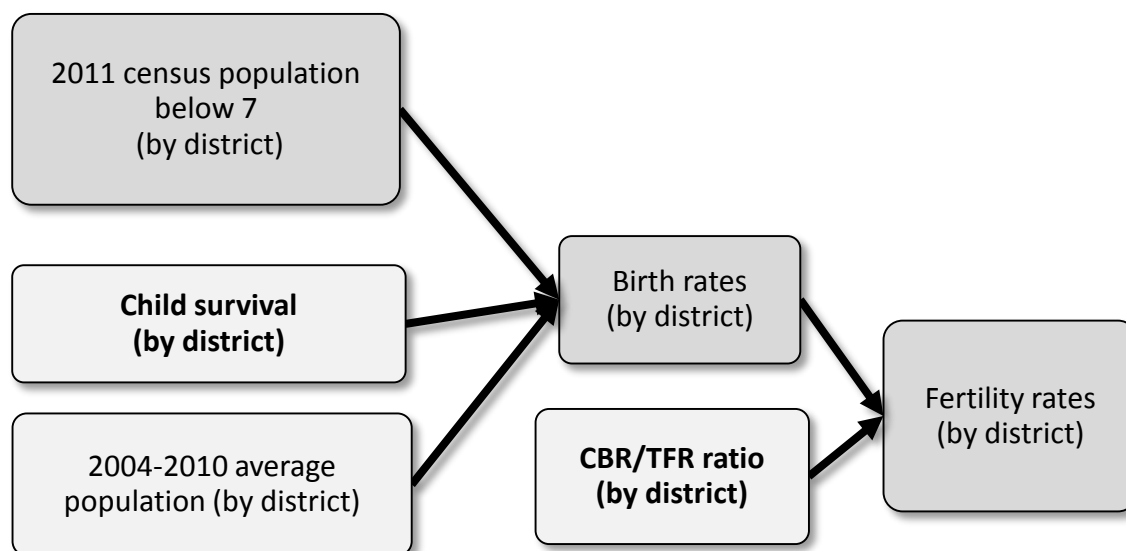 2011 census population
below 7
(by district)
Child survival
(by district)
2004-2010 average
population (by district)
Birth rates
(by district)
CBR/TFR ratio
(by district)
Fertility rates
(by district)